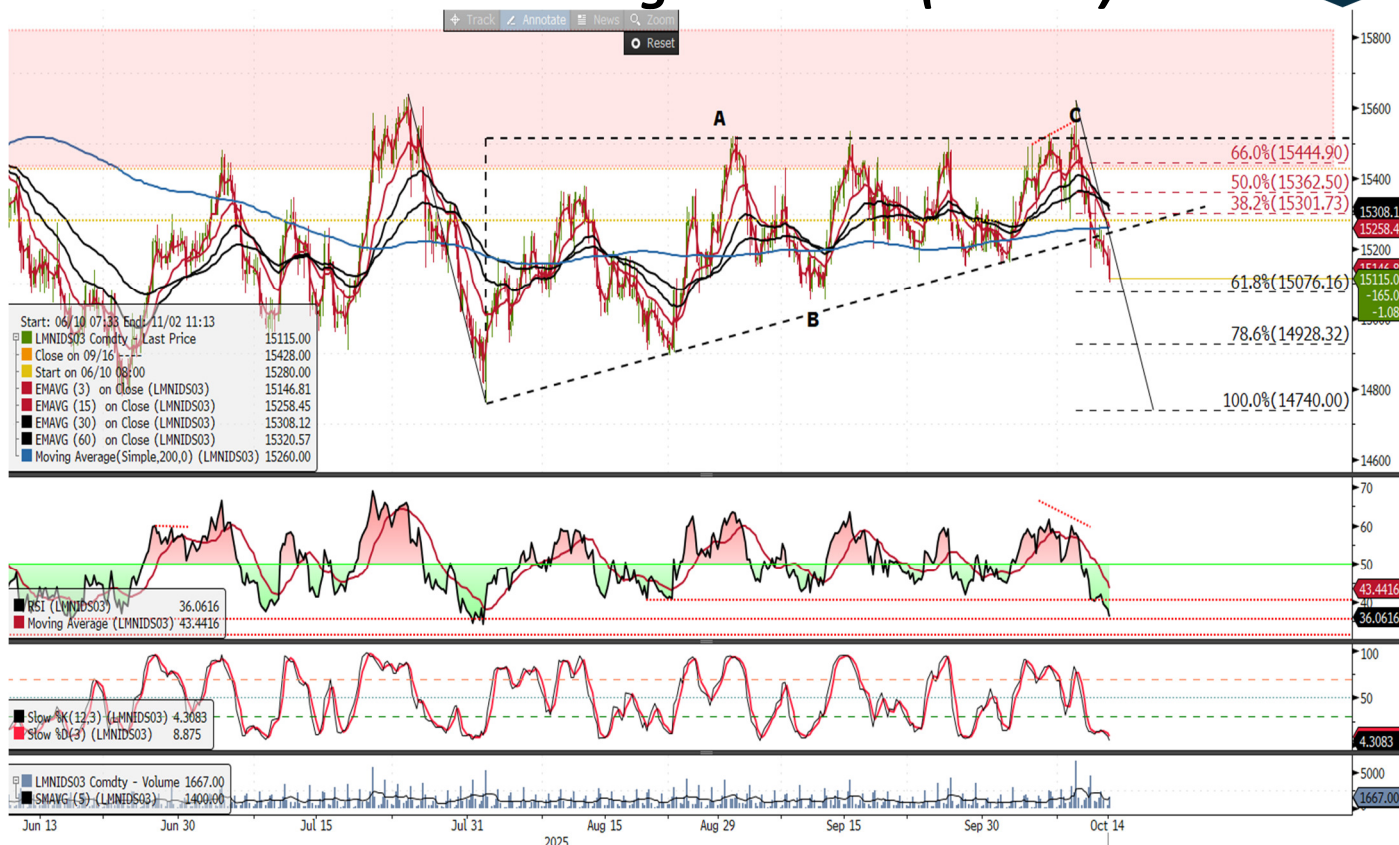 Track Annotate News Zoom
Reset
15800
15600
A
C
66.0%(15444.90)
15400
50.0%(15362.50)
38.2%(15301.73)
15308.1
15258.4
15200
15115.0
61.8%(15076.16)
-165.0
-1.08
B
78.6%(14928.32)
14800
100.0%(14740.00)
14600
Start: 06/10 07:33 End: 11/02 11:13
LMNIDS03 Comdty - Last Price 15115.00
Close on 09/16 ---- 15428.00
Start on 06/10 08:00 15280.00
EMAVG (3) on Close (LMNIDS03) 15146.81
EMAVG (15) on Close (LMNIDS03) 15258.45
EMAVG (30) on Close (LMNIDS03) 15308.12
EMAVG (60) on Close (LMNIDS03) 15320.57
Moving Average(Simple,200,0) (LMNIDS03) 15260.00
70
60
50
43.4416
40
36.0616
RSI (LMNIDS03) 36.0616
Moving Average (LMNIDS03) 43.4416
100
50
4.3083
Slow %K(12,3) (LMNIDS03) 4.3083
Slow %D(3) (LMNIDS03) 8.875
LMNIDS03 Comdty - Volume 1667.00
SMAVG (5) (LMNIDS03) 1400.00
5000
1667.00
Jun 13 Jun 30 Jul 15 Jul 31 Aug 15 Aug 29 Sep 15 Sep 30 Oct 14
2025